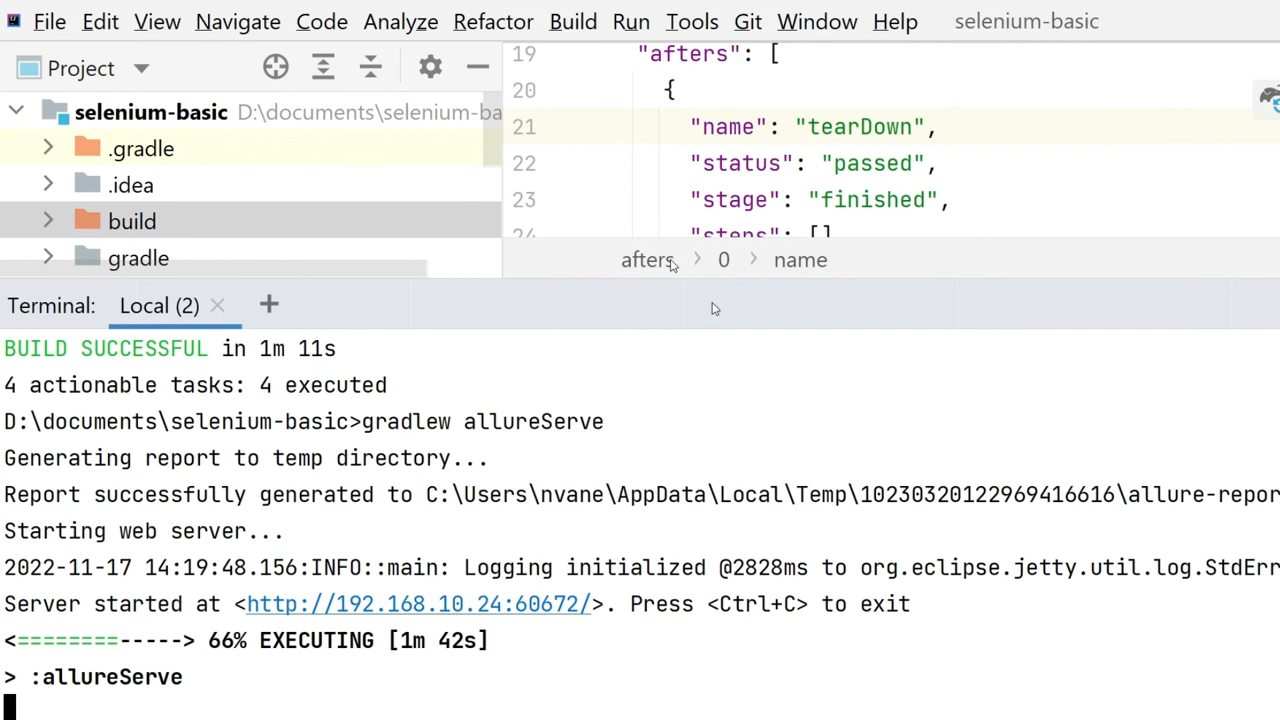 File Edit View Navigate Code Analyze Refactor Build Run Tools Git Window Help selenium-basic
Project
selenium-basic D:\documents\selenium-ba
.gradle
.idea
build
gradle
19 "afters": [
20 {
21 "name": "tearDown",
22 "status": "passed",
23 "stage": "finished",
24 "steps": []
afters > 0 > name
Terminal: Local (2) × +
BUILD SUCCESSFUL in 1m 11s
4 actionable tasks: 4 executed
D:\documents\selenium-basic>gradlew allureServe
Generating report to temp directory...
Report successfully generated to C:\Users\nvane\AppData\Local\Temp\10230320122969416616\allure-repor
Starting web server...
2022-11-17 14:19:48.156:INFO::main: Logging initialized @2828ms to org.eclipse.jetty.util.log.StdErr
Server started at <http://192.168.10.24:60672/>. Press <Ctrl+C> to exit
<========-----> 66% EXECUTING [1m 42s]
> :allureServe